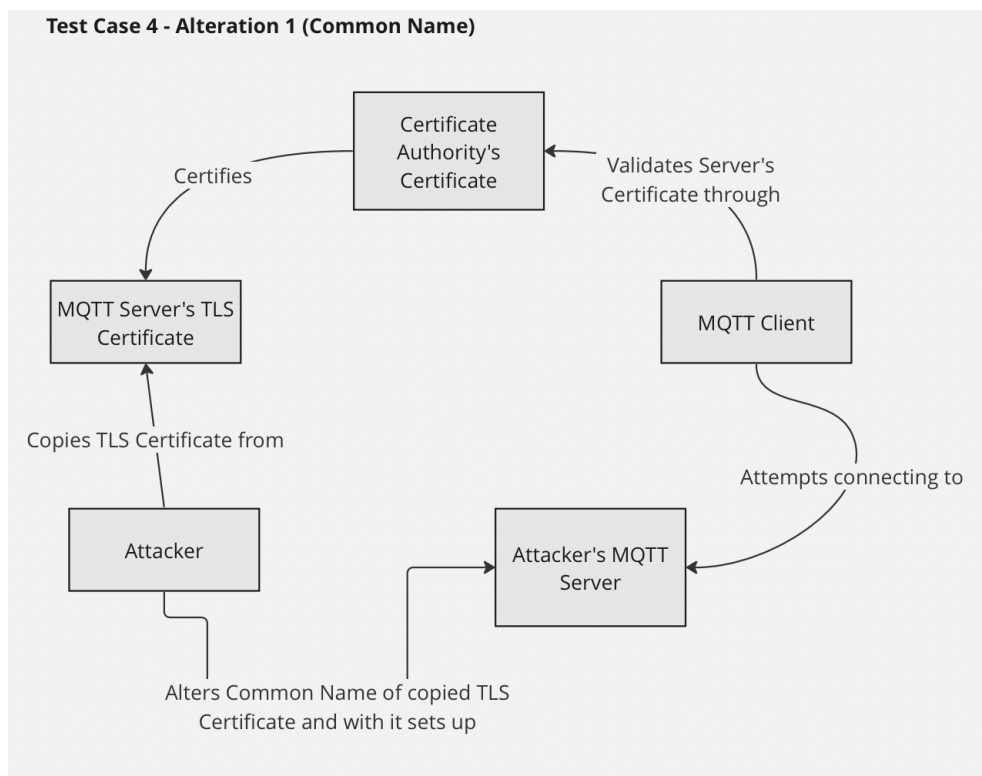 Test Case 4 - Alteration 1 (Common Name)
Certificate
Authority's
Certificate
Certifies
Validates Server's
Certificate through
MQTT Server's TLS
Certificate
MQTT Client
Copies TLS Certificate from
Attempts connecting to
Attacker
Attacker's MQTT
Server
Alters Common Name of copied TLS
Certificate and with it sets up